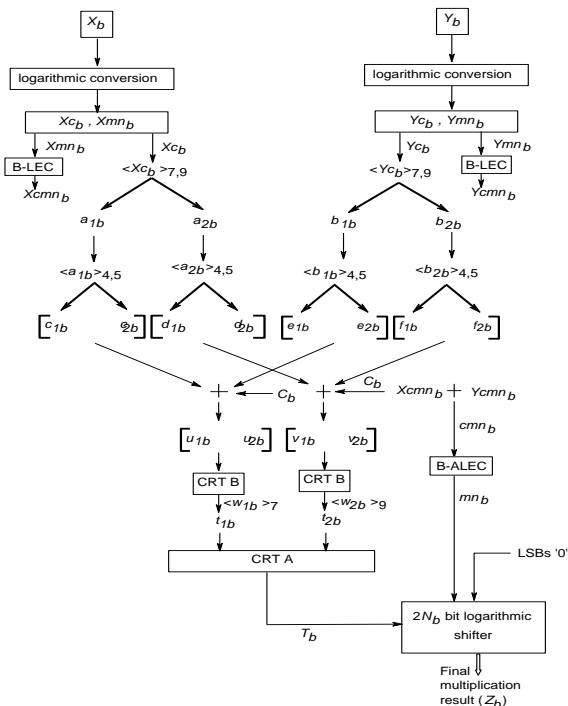 X_b Y_b
logarithmic conversion logarithmic conversion
Xc_b , Xmn_b Yc_b , Ymn_b
Xmn_b Xc_b Yc_b Ymn_b
B-LEC <Xc_b>7,9 <Yc_b>7,9 B-LEC
Xcmn_b Ycmn_b
a_1b a_2b b_1b b_2b
<a_1b>4,5 <a_2b>4,5 <b_1b>4,5 <b_2b>4,5
[c_1b c_2b] [d_1b d_2b] [e_1b e_2b] [f_1b f_2b]
+ C_b + C_b Xcmn_b + Ycmn_b
cmn_b
[u_1b u_2b] [v_1b v_2b]
B-ALEC
CRT B CRT B
<w_1b>7 <w_2b>9 mn_b
t_1b t_2b
CRT A LSBs '0'
T_b
2N_b bit logarithmic
shifter
Final
multiplication
result (Z_b)